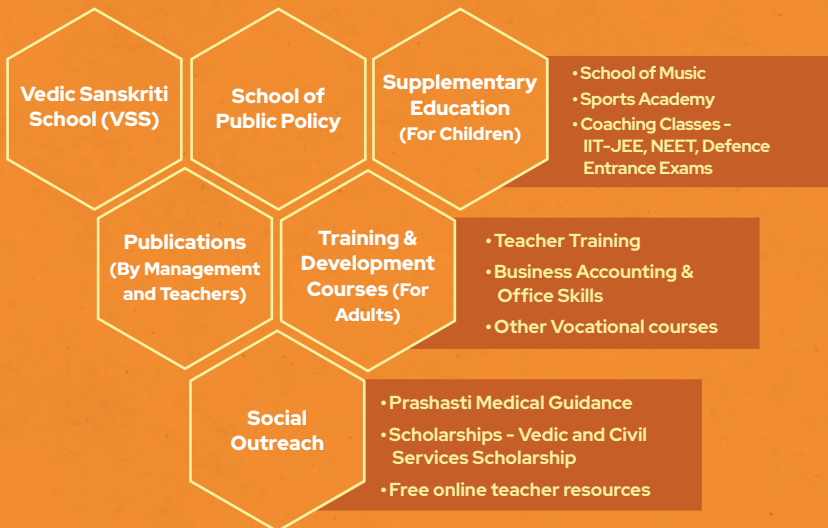 Vedic Sanskriti
School (VSS)
School of
Public Policy
Supplementary
Education
(For Children)
• School of Music
• Sports Academy
• Coaching Classes -
IIT-JEE, NEET, Defence
Entrance Exams
Publications
(By Management
and Teachers)
Training &
Development
Courses (For
Adults)
• Teacher Training
• Business Accounting &
Office Skills
• Other Vocational courses
Social
Outreach
• Prashasti Medical Guidance
• Scholarships - Vedic and Civil
Services Scholarship
• Free online teacher resources